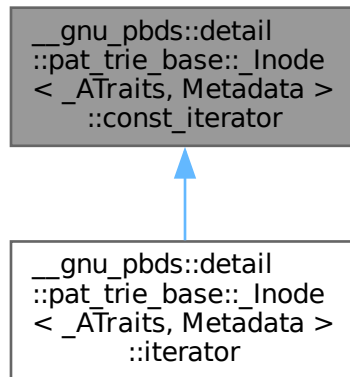 __gnu_pbds::detail
::pat_trie_base::_Inode
< _ATraits, Metadata >
::const_iterator
__gnu_pbds::detail
::pat_trie_base::_Inode
< _ATraits, Metadata >
::iterator